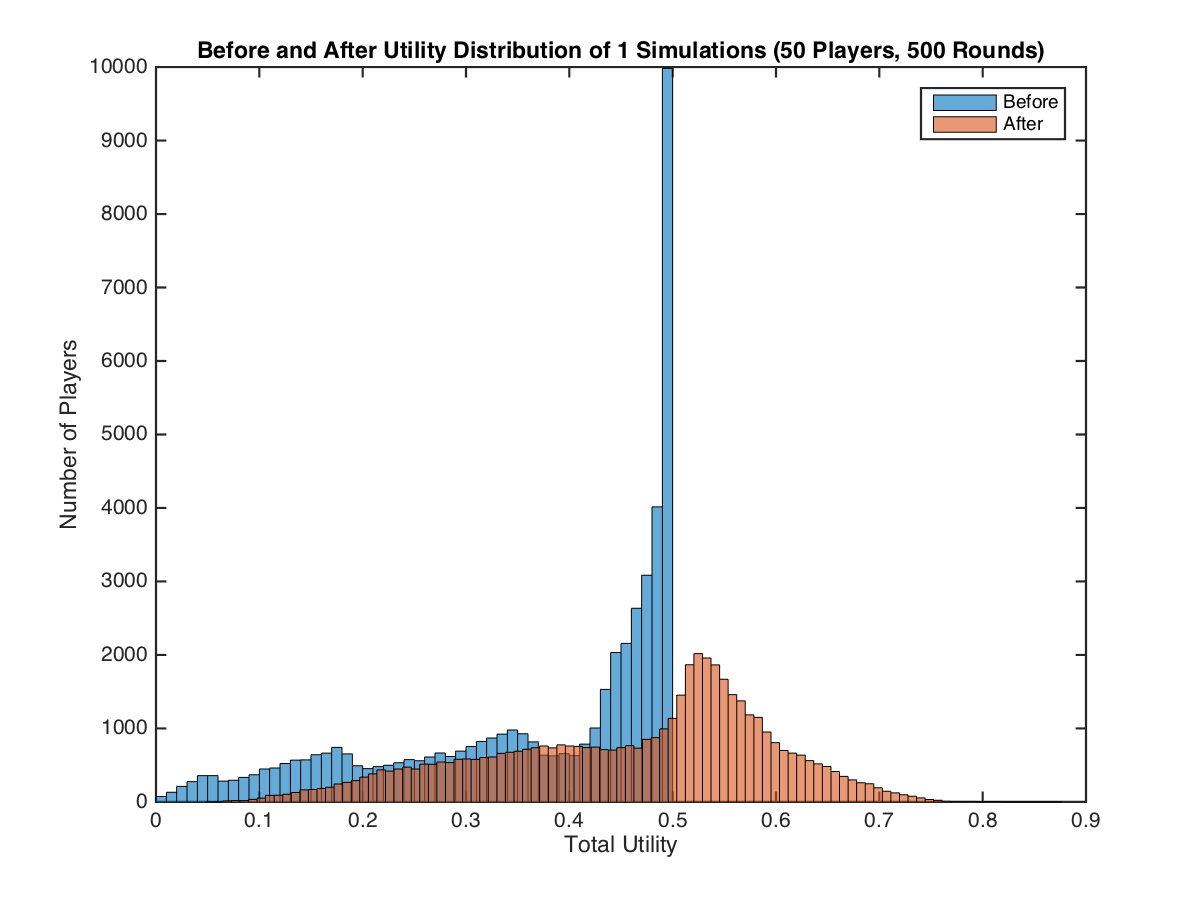 Before and After Utility Distribution of 1 Simulations (50 Players, 500 Rounds)
10000
9000
8000
7000
6000
5000
4000
3000
2000
1000
0
Number of Players
Before
After
0 0.1 0.2 0.3 0.4 0.5 0.6 0.7 0.8 0.9
Total Utility